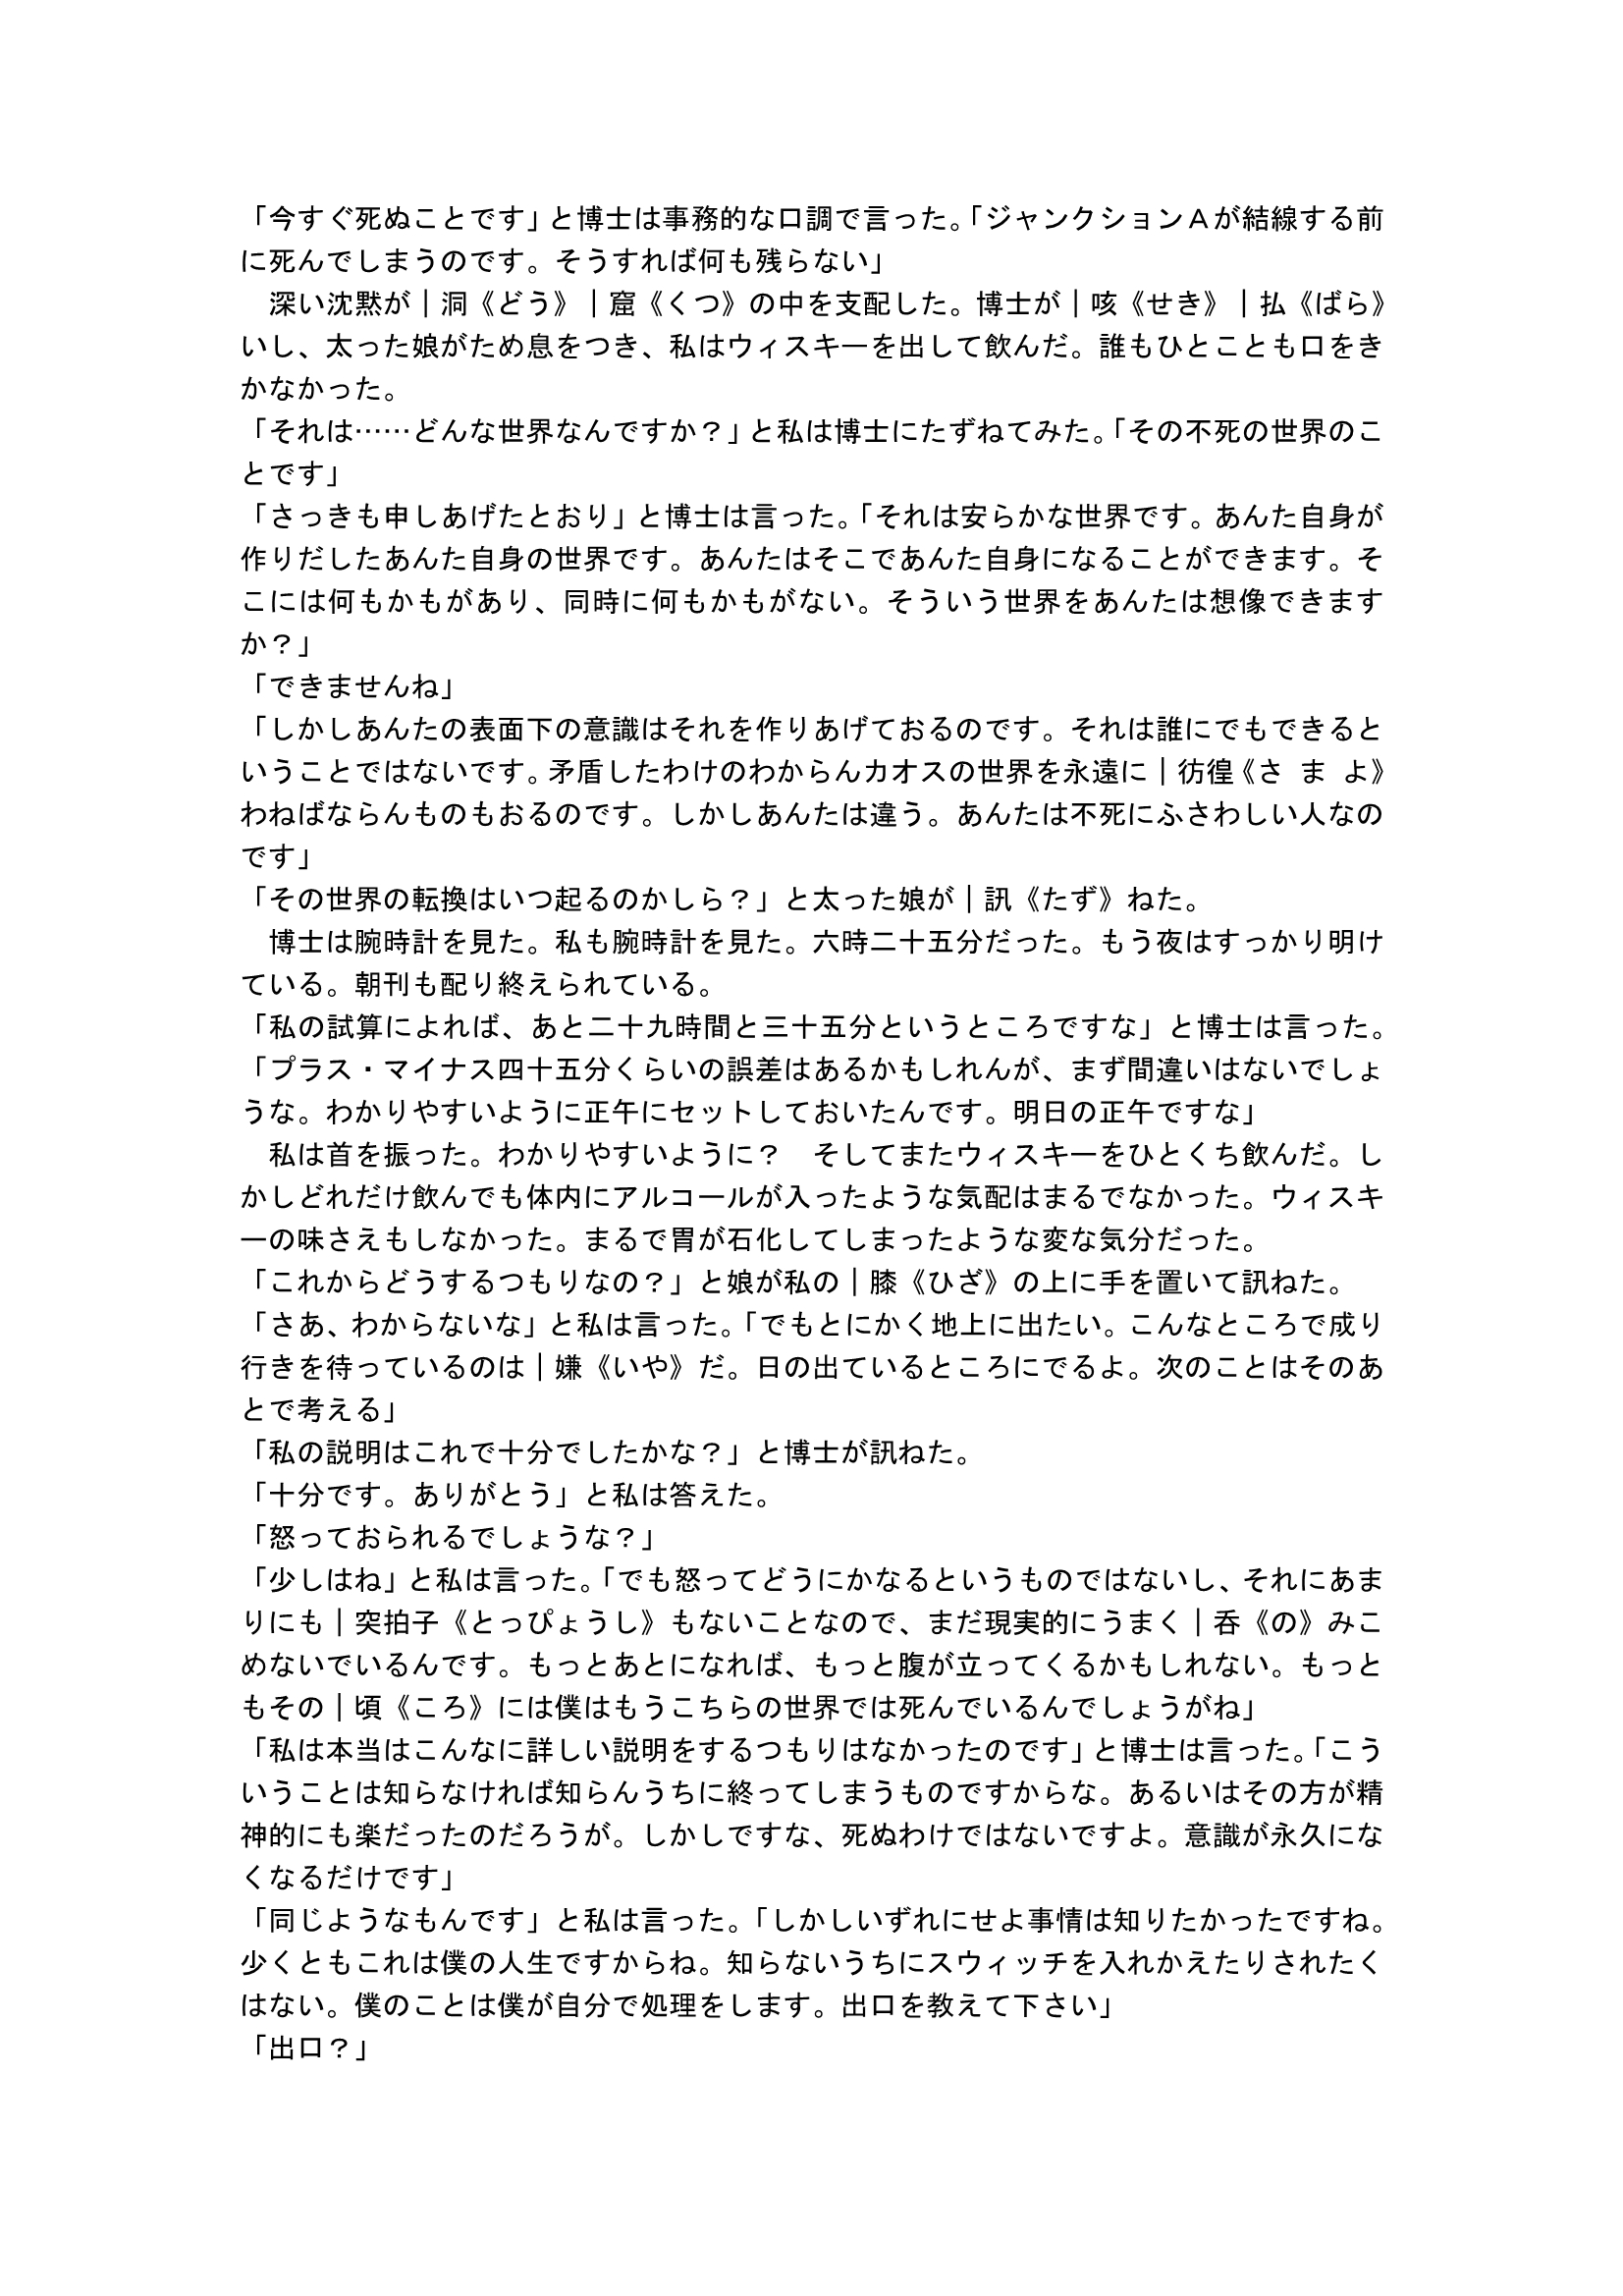 「今すぐ死ぬことです」と博士は事務的な口調で言った。「ジャンクションＡが結線する前
に死んでしまうのです。そうすれば何も残らない」
　深い沈黙が｜洞《どう》｜窟《くつ》の中を支配した。博士が｜咳《せき》｜払《ばら》
いし、太った娘がため息をつき、私はウィスキーを出して飲んだ。誰もひとことも口をき
かなかった。
「それは……どんな世界なんですか？」と私は博士にたずねてみた。「その不死の世界のこ
とです」
「さっきも申しあげたとおり」と博士は言った。「それは安らかな世界です。あんた自身が
作りだしたあんた自身の世界です。あんたはそこであんた自身になることができます。そ
こには何もかもがあり、同時に何もかもがない。そういう世界をあんたは想像できます
か？」
「できませんね」
「しかしあんたの表面下の意識はそれを作りあげておるのです。それは誰にでもできると
いうことではないです。矛盾したわけのわからんカオスの世界を永遠に｜彷徨《さ ま よ》
わねばならんものもおるのです。しかしあんたは違う。あんたは不死にふさわしい人なの
です」
「その世界の転換はいつ起るのかしら？」と太った娘が｜訊《たず》ねた。
　博士は腕時計を見た。私も腕時計を見た。六時二十五分だった。もう夜はすっかり明け
ている。朝刊も配り終えられている。
「私の試算によれば、あと二十九時間と三十五分というところですな」と博士は言った。
「プラス・マイナス四十五分くらいの誤差はあるかもしれんが、まず間違いはないでしょ
うな。わかりやすいように正午にセットしておいたんです。明日の正午ですな」
　私は首を振った。わかりやすいように？　そしてまたウィスキーをひとくち飲んだ。し
かしどれだけ飲んでも体内にアルコールが入ったような気配はまるでなかった。ウィスキ
ーの味さえもしなかった。まるで胃が石化してしまったような変な気分だった。
「これからどうするつもりなの？」と娘が私の｜膝《ひざ》の上に手を置いて訊ねた。
「さあ、わからないな」と私は言った。「でもとにかく地上に出たい。こんなところで成り
行きを待っているのは｜嫌《いや》だ。日の出ているところにでるよ。次のことはそのあ
とで考える」
「私の説明はこれで十分でしたかな？」と博士が訊ねた。
「十分です。ありがとう」と私は答えた。
「怒っておられるでしょうな？」
「少しはね」と私は言った。「でも怒ってどうにかなるというものではないし、それにあま
りにも｜突拍子《とっぴょうし》もないことなので、まだ現実的にうまく｜呑《の》みこ
めないでいるんです。もっとあとになれば、もっと腹が立ってくるかもしれない。もっと
もその｜頃《ころ》には僕はもうこちらの世界では死んでいるんでしょうがね」
「私は本当はこんなに詳しい説明をするつもりはなかったのです」と博士は言った。「こう
いうことは知らなければ知らんうちに終ってしまうものですからな。あるいはその方が精
神的にも楽だったのだろうが。しかしですな、死ぬわけではないですよ。意識が永久にな
くなるだけです」
「同じようなもんです」と私は言った。「しかしいずれにせよ事情は知りたかったですね。
少くともこれは僕の人生ですからね。知らないうちにスウィッチを入れかえたりされたく
はない。僕のことは僕が自分で処理をします。出口を教えて下さい」
「出口？」